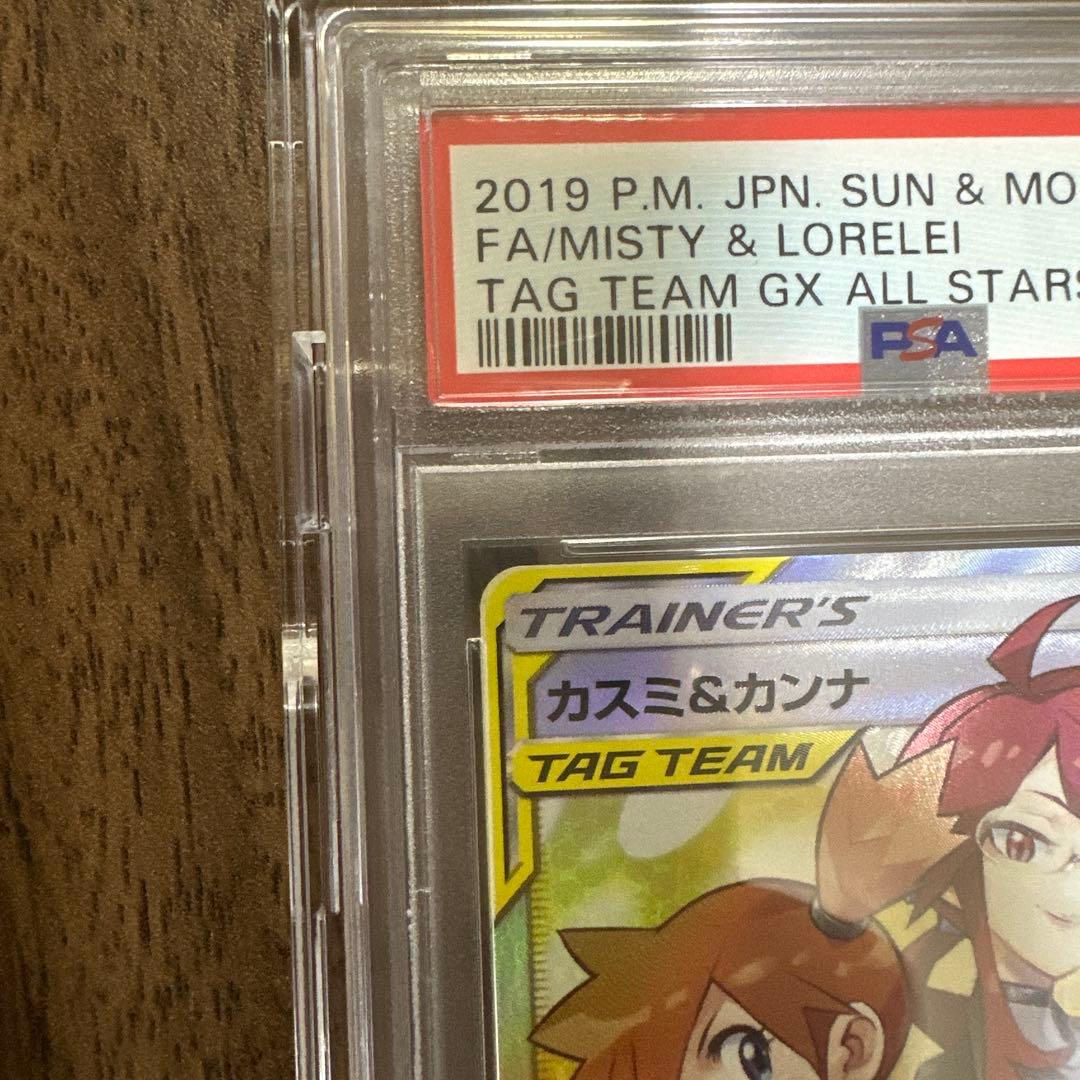 2019 P.M. JPN. SUN & MO
FA/MISTY & LORELEI
TAG TEAM GX ALL STARS
PSA
TRAINER'S
カスミ&カンナ
TAG TEAM